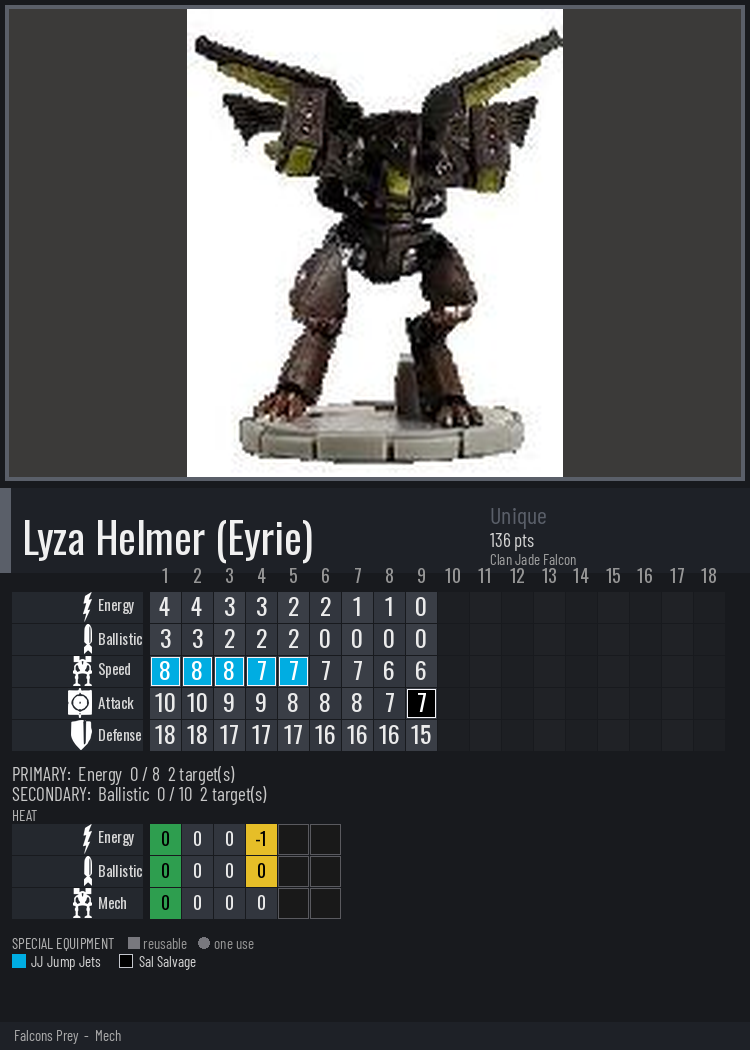 Lyza Helmer (Eyrie)
Unique
136 pts
Clan Jade Falcon
1 2 3 4 5 6 7 8 9 10 11 12 13 14 15 16 17 18
Energy 4 4 3 3 2 2 1 1 0
Ballistic 3 3 2 2 2 0 0 0 0
Speed 8 8 8 7 7 7 7 6 6
Attack 10 10 9 9 8 8 8 7 7
Defense 18 18 17 17 17 16 16 16 15
PRIMARY: Energy 0 / 8 2 target(s)
SECONDARY: Ballistic 0 / 10 2 target(s)
HEAT
Energy 0 0 0 -1
Ballistic 0 0 0 0
Mech 0 0 0 0
SPECIAL EQUIPMENT reusable one use
JJ Jump Jets Sal Salvage
Falcons Prey - Mech